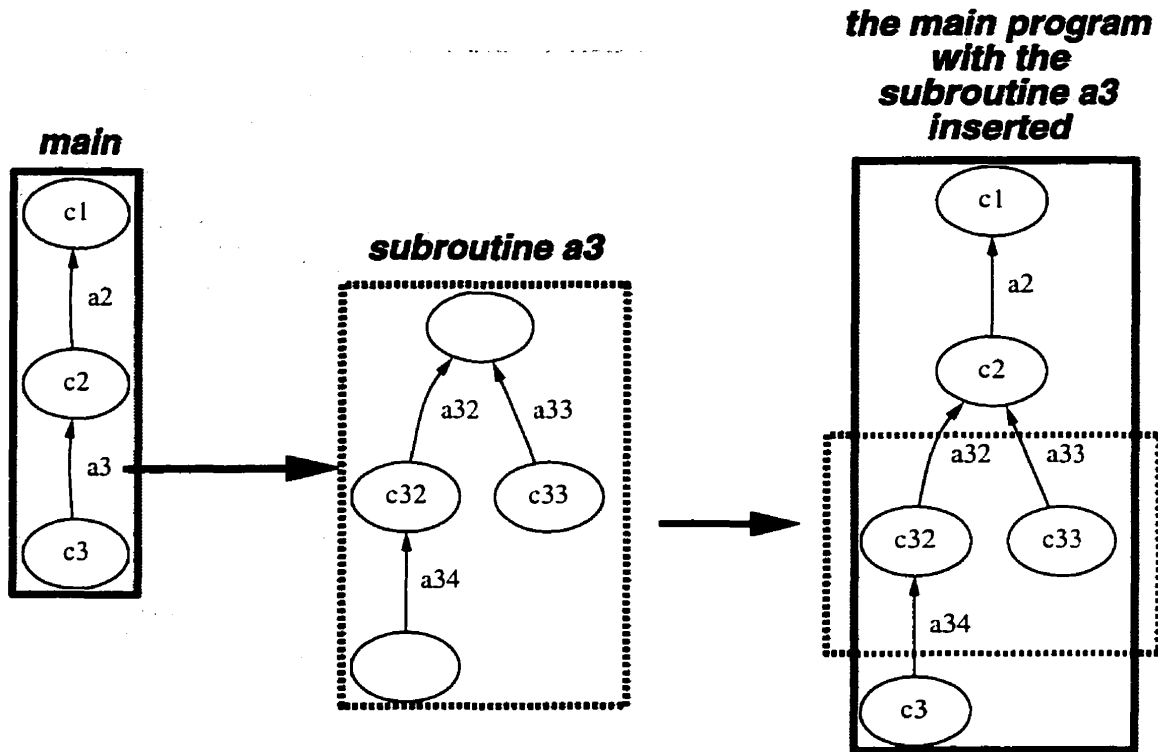 main
c1
a2
c2
a3
c3
subroutine a3
a32
a33
c32
c33
a34
the main program
with the
subroutine a3
inserted
c1
a2
c2
a32
a33
c32
c33
a34
c3